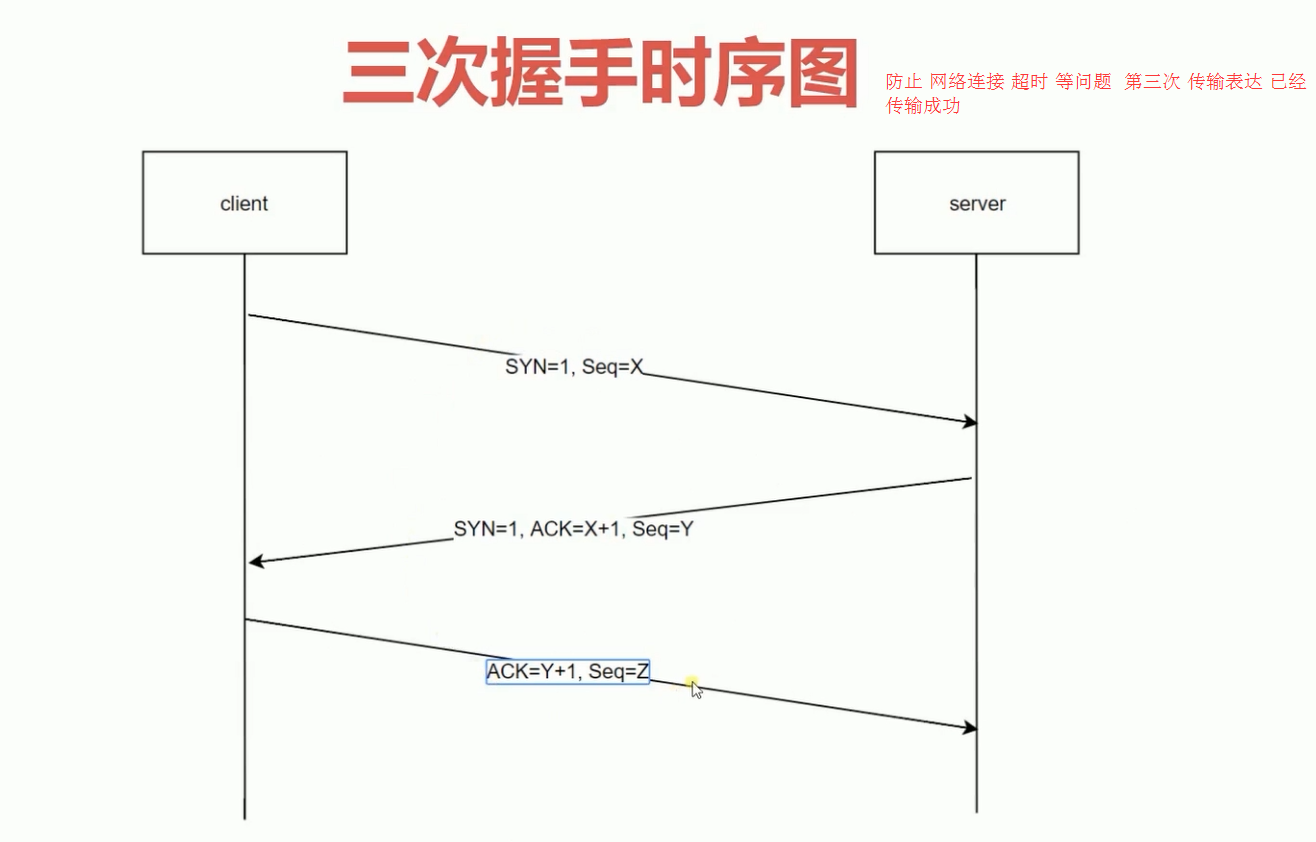 三次握手时序图
防止 网络连接 超时 等问题 第三次 传输表达 已经
传输成功
client
server
SYN=1, Seq=X
SYN=1, ACK=X+1, Seq=Y
ACK=Y+1, Seq=Z